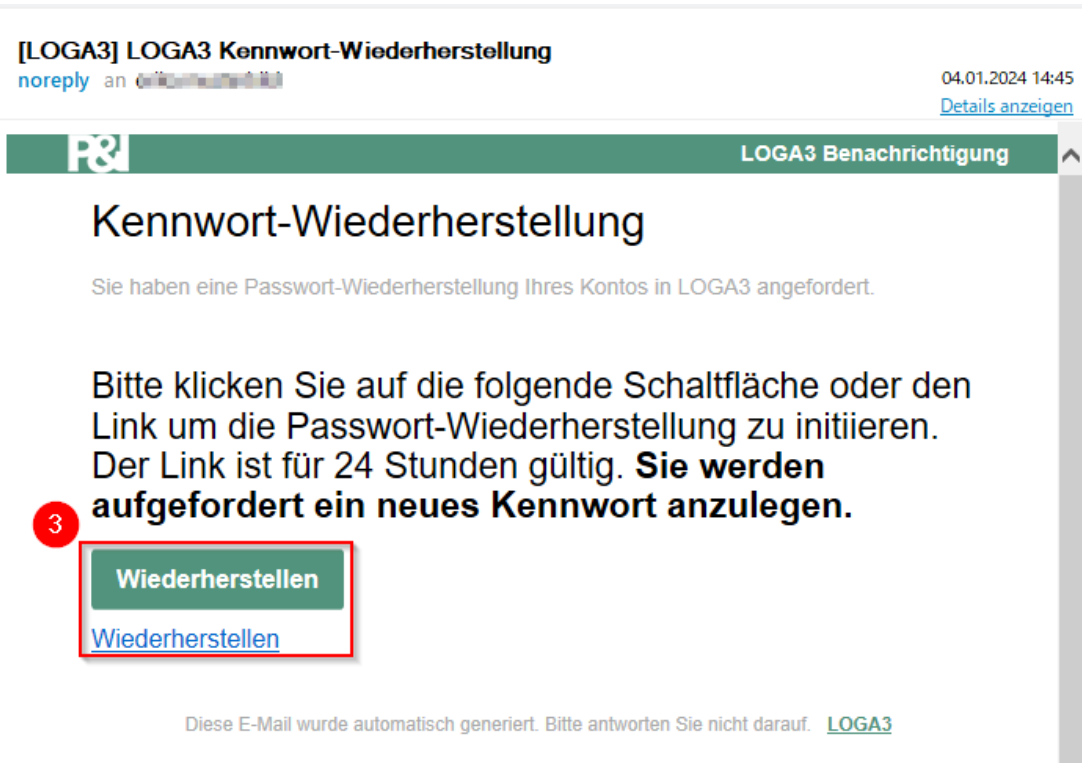 [LOGA3] LOGA3 Kennwort-Wiederherstellung
noreply an
04.01.2024 14:45
Details anzeigen
P&I
LOGA3 Benachrichtigung
Kennwort-Wiederherstellung
Sie haben eine Passwort-Wiederherstellung Ihres Kontos in LOGA3 angefordert.
Bitte klicken Sie auf die folgende Schaltfläche oder den
Link um die Passwort-Wiederherstellung zu initiieren.
Der Link ist für 24 Stunden gültig. Sie werden
aufgefordert ein neues Kennwort anzulegen.
3
Wiederherstellen
Wiederherstellen
Diese E-Mail wurde automatisch generiert. Bitte antworten Sie nicht darauf. LOGA3